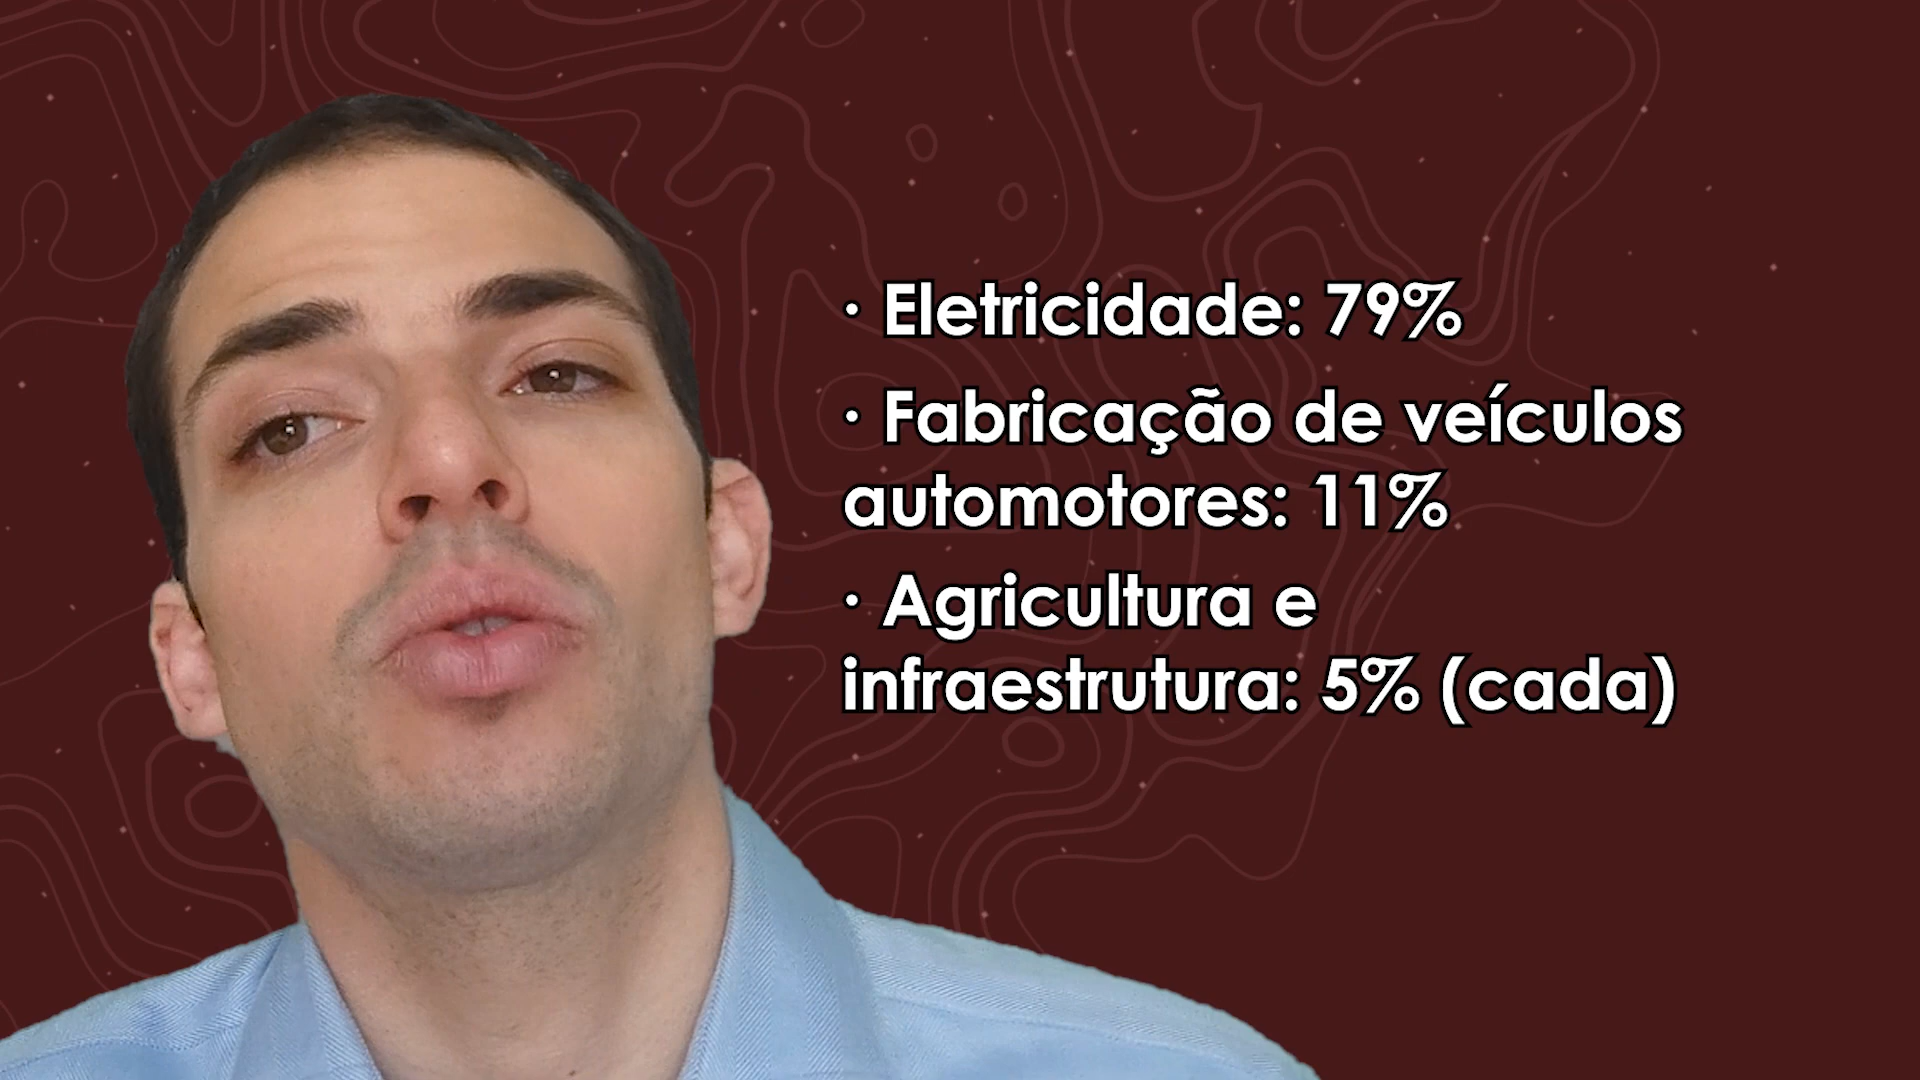 · Eletricidade: 79%
· Fabricação de veículos
automotores: 11%
· Agricultura e
infraestrutura: 5% (cada)